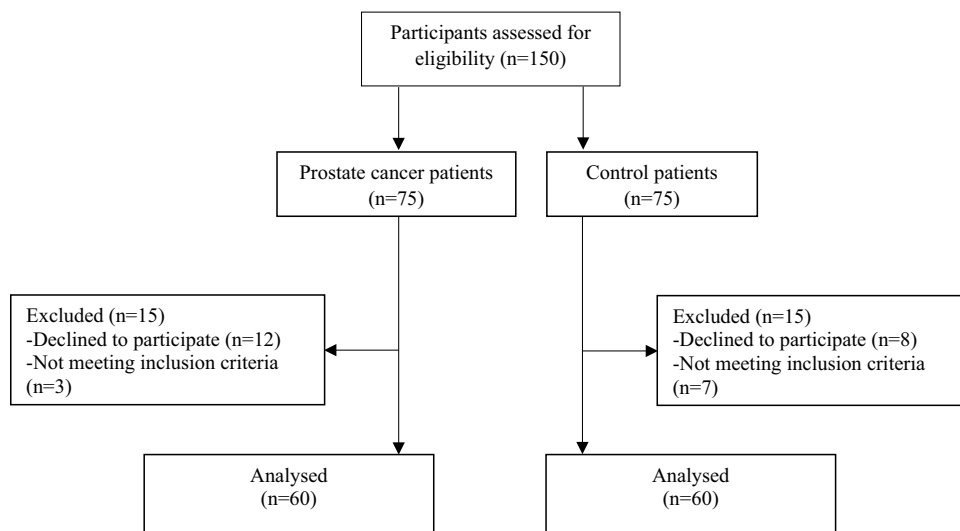 Participants assessed for
eligibility (n=150)
Prostate cancer patients
(n=75)
Control patients
(n=75)
Excluded (n=15)
-Declined to participate (n=12)
-Not meeting inclusion criteria
(n=3)
Excluded (n=15)
-Declined to participate (n=8)
-Not meeting inclusion criteria
(n=7)
Analysed
(n=60)
Analysed
(n=60)